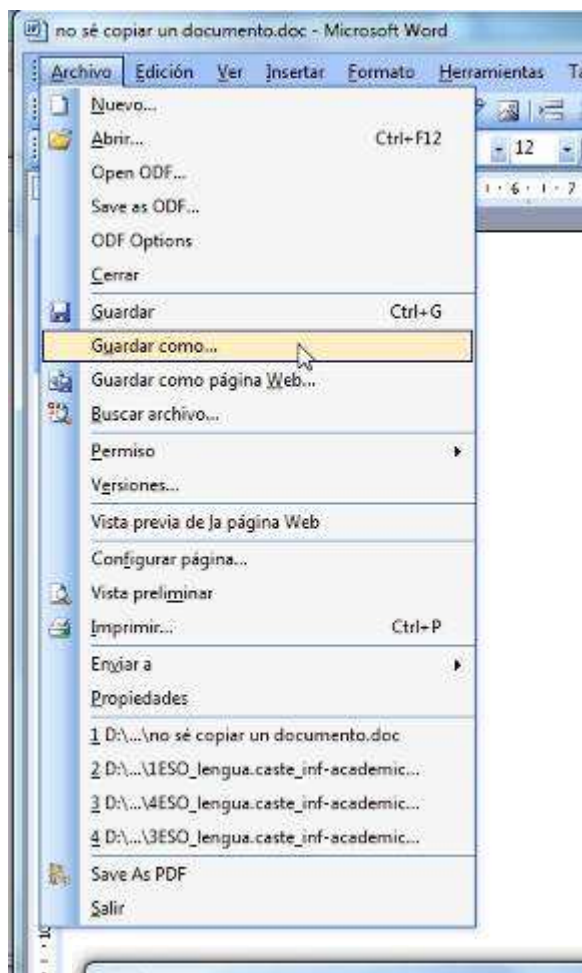 no sé copiar un documento.doc - Microsoft Word
Archivo Edición Ver Insertar Formato Herramientas
12
6 7
Nuevo...
Abrir... Ctrl+F12
Open ODF...
Save as ODF...
ODF Options
Cerrar
Guardar Ctrl+G
Guardar como...
Guardar como página Web...
Buscar archivo...
Permiso
Versiones...
Vista previa de la página Web
Configurar página...
Vista preliminar
Imprimir... Ctrl+P
Enviar a
Propiedades
1 D:\...\no sé copiar un documento.doc
2 D:\...\1ESO_lengua.caste_inf-academic...
3 D:\...\4ESO_lengua.caste_inf-academic...
4 D:\...\3ESO_lengua.caste_inf-academic...
Save As PDF
Salir